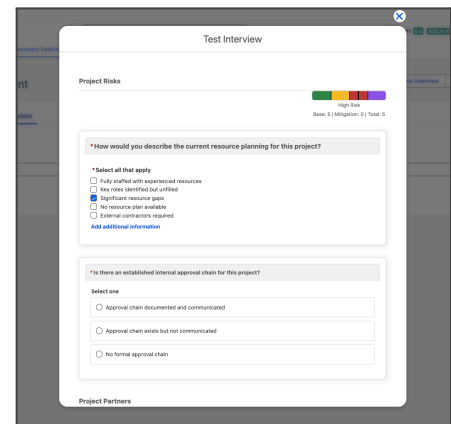 Test Interview
Project Risks
High Risk
Base: 5 | Mitigation: 0 | Total: 5
*How would you describe the current resource planning for this project?
*Select all that apply
Fully staffed with experienced resources
Key roles identified but unfilled
Significant resource gaps
No resource plan available
External contractors required
Add additional information
*Is there an established internal approval chain for this project?
Select one
Approval chain documented and communicated
Approval chain exists but not communicated
No formal approval chain
Project Partners